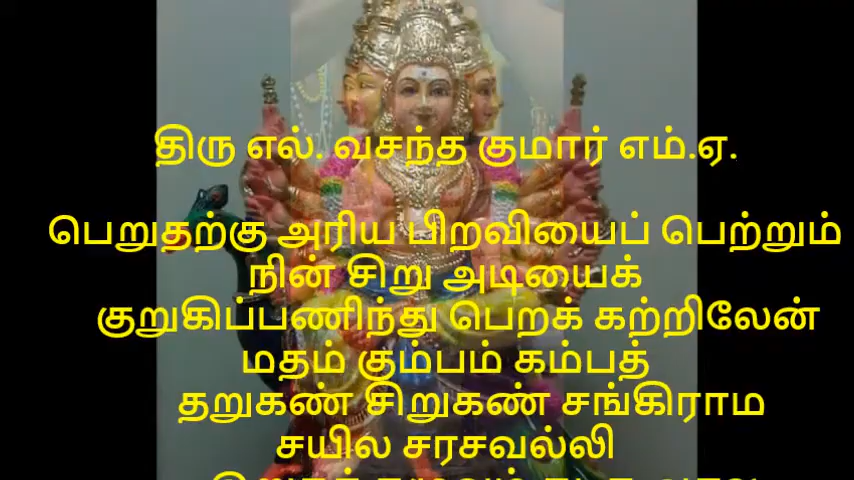 திரு எல். வசந்த குமார் எம்.ஏ.
பெறுதற்கு அரிய பிறவியைப் பெற்றும்
நின் சிறு அடியைக்
குறுகிப்பணிந்து பெறக் கற்றிலேன்
மதம் கும்பம் கம்பத்
தறுகண் சிறுகண் சங்கிராம
சயில சரசவல்லி